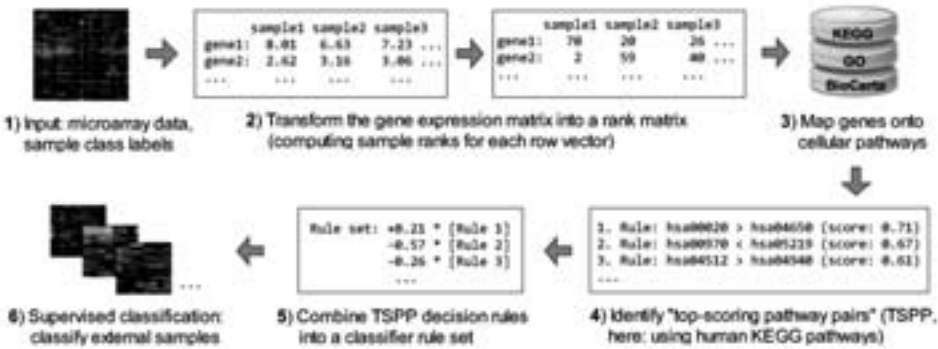 sample1 sample2 sample3
gene1: 8.01 6.63 7.23 ...
gene2: 2.62 3.16 3.06 ...
... ... ... ...
sample1 sample2 sample3
gene1: 70 20 26 ...
gene2: 2 59 40 ...
... ... ... ...
KEGG
GO
BioCarta
1) Input: microarray data,
sample class labels
2) Transform the gene expression matrix into a rank matrix
(computing sample ranks for each row vector)
3) Map genes onto
cellular pathways
1. Rule: hsa00020 > hsa04650 (score: 0.71)
2. Rule: hsa00970 < hsa05219 (score: 0.67)
3. Rule: hsa04512 > hsa04940 (score: 0.61)
...
4) Identify "top-scoring pathway pairs" (TSPP,
here: using human KEGG pathways)
Rule set: +0.21 * [Rule 1]
-0.57 * [Rule 2]
-0.26 * [Rule 3]
...
5) Combine TSPP decision rules
into a classifier rule set
...
6) Supervised classification:
classify external samples